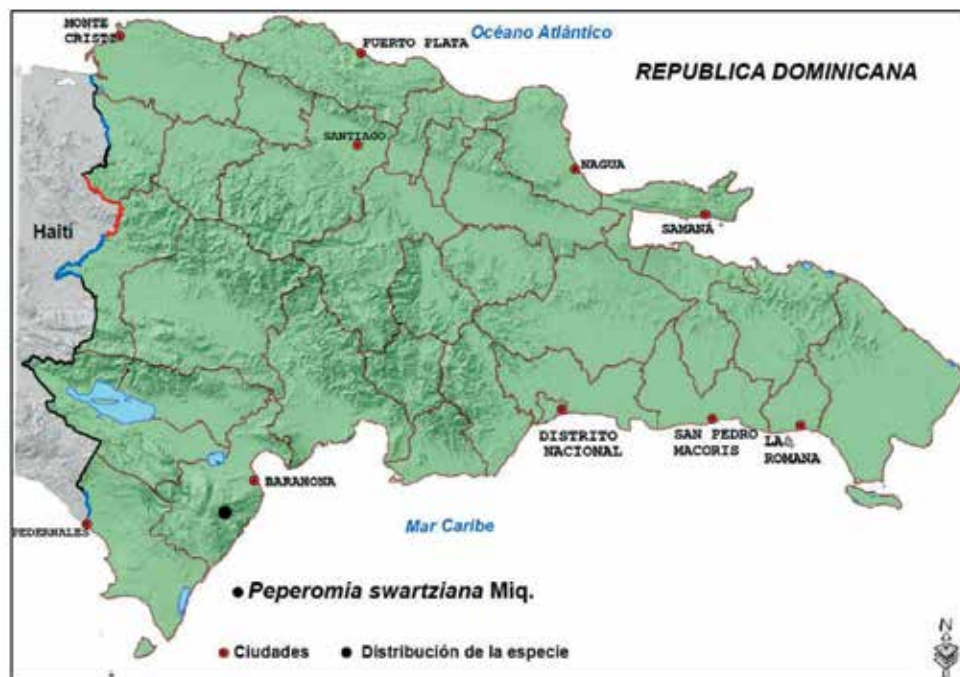 MONTE
CRISTI
PUERTO PLATA
Océano Atlántico
REPUBLICA DOMINICANA
SANTIAGO
NAGUA
SAMANÁ
Haití
DISTRITO
NACIONAL
SAN PEDRO
MACORIS
LA
ROMANA
BARAHONA
PEDERNALES
Mar Caribe
Peperomia swartziana Miq.
Ciudades
Distribución de la especie
N